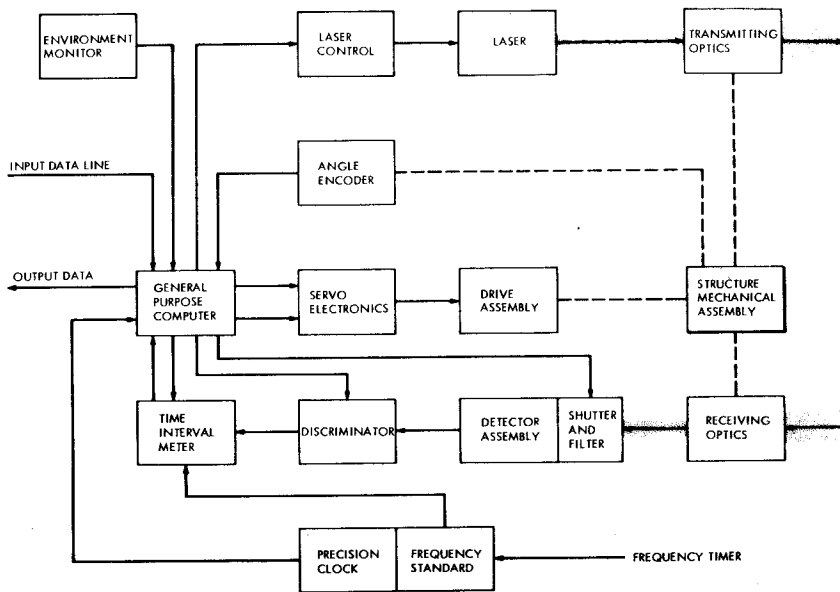 ENVIRONMENT
MONITOR
LASER
CONTROL
LASER
TRANSMITTING
OPTICS
INPUT DATA LINE
ANGLE
ENCODER
OUTPUT DATA
GENERAL
PURPOSE
COMPUTER
SERVO
ELECTRONICS
DRIVE
ASSEMBLY
STRUCTURE
MECHANICAL
ASSEMBLY
TIME
INTERVAL
METER
DISCRIMINATOR
DETECTOR
ASSEMBLY
SHUTTER
AND
FILTER
RECEIVING
OPTICS
PRECISION
CLOCK
FREQUENCY
STANDARD
FREQUENCY TIMER